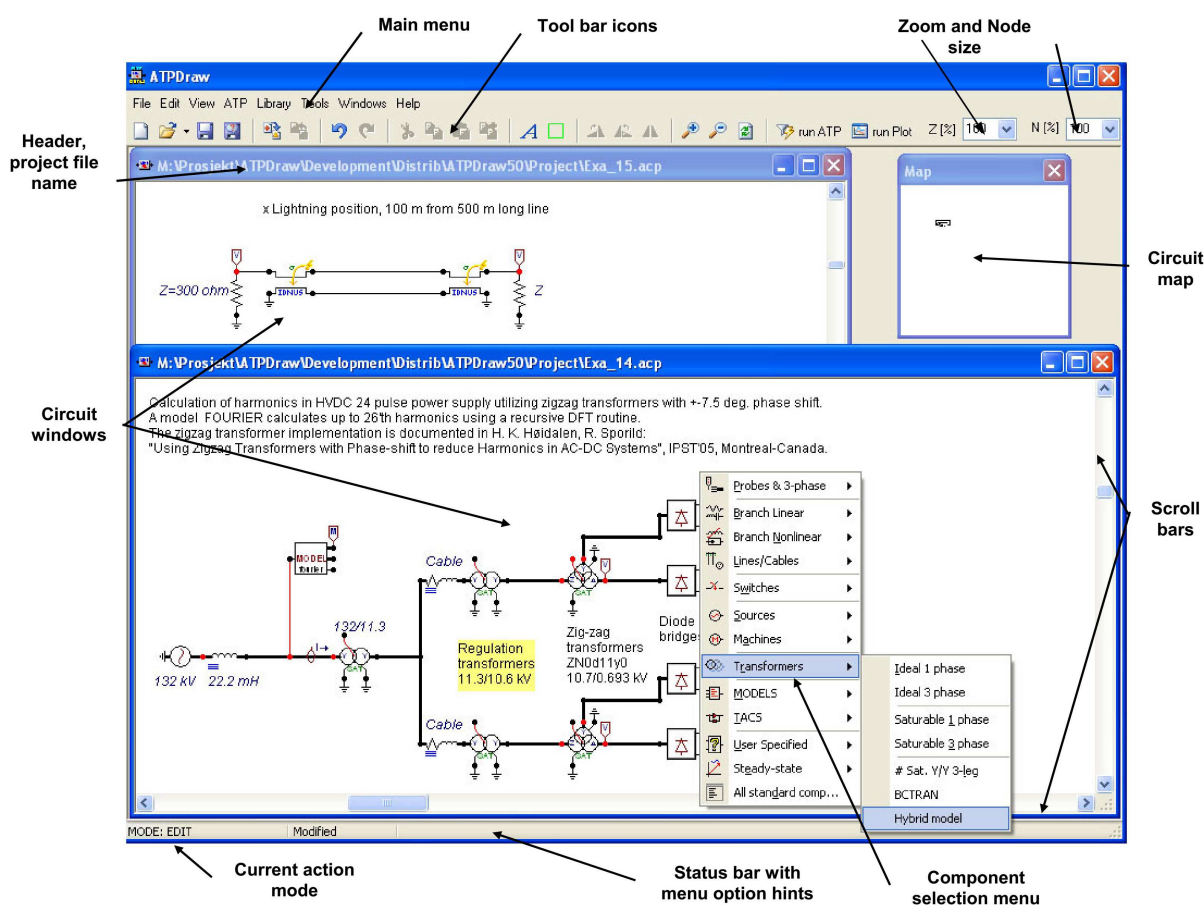 Main menu
Tool bar icons
Zoom and Node
size
ATPDraw
File Edit View ATP Library Tools Windows Help
run ATP run Plot Z [%] 100 N [%] 100
Header,
project file
name
M:\Prosjekt\ATPDraw\Development\Distrib\ATPDraw50\Project\Exa_15.acp
Map
x Lightning position, 100 m from 500 m long line
V V
Z=300 ohm
IDNUS IDNUS
Z
Circuit
map
M:\Prosjekt\ATPDraw\Development\Distrib\ATPDraw50\Project\Exa_14.acp
Circuit
windows
Calculation of harmonics in HVDC 24 pulse power supply utilizing zigzag transformers with +-7.5 deg. phase shift.
A model FOURIER calculates up to 26'th harmonics using a recursive DFT routine.
The zigzag transformer implementation is documented in H. K. Høidalen, R. Sporild:
"Using Zigzag Transformers with Phase-shift to reduce Harmonics in AC-DC Systems", IPST'05, Montreal-Canada.
Scroll
bars
M
MODEL
fourier
Cable
Y Y
SAT
Z Y A
SAT
V
132/11.3
I
Y Y
SAT
132 kV 22.2 mH
Regulation
transformers
11.3/10.6 kV
Zig-zag
transformers
ZN0d11y0
10.7/0.693 kV
Diode
bridges
Cable
Y Y
SAT
Z Y A
SAT
V
Probes & 3-phase
Branch Linear
Branch Nonlinear
Lines/Cables
Switches
Sources
Machines
Transformers
MODELS
TACS
User Specified
Steady-state
All standard comp...
Ideal 1 phase
Ideal 3 phase
Saturable 1 phase
Saturable 3 phase
# Sat. Y/Y 3-leg
BCTRAN
Hybrid model
MODE: EDIT Modified
Current action
mode
Status bar with
menu option hints
Component
selection menu